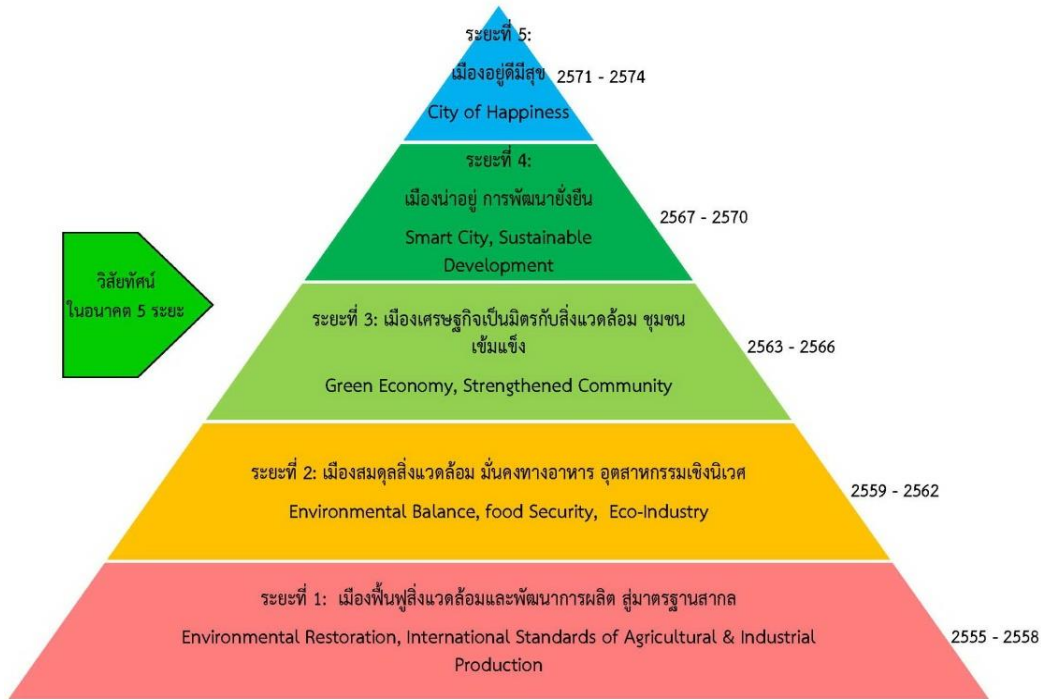 ระยะที่ 5:
เมืองอยู่ดีมีสุข
City of Happiness
2571 - 2574
ระยะที่ 4:
เมืองน่าอยู่ การพัฒนายั่งยืน
Smart City, Sustainable
Development
2567 - 2570
วิสัยทัศน์
ในอนาคต 5 ระยะ
ระยะที่ 3: เมืองเศรษฐกิจเป็นมิตรกับสิ่งแวดล้อม ชุมชน
เข้มแข็ง
Green Economy, Strengthened Community
2563 - 2566
ระยะที่ 2: เมืองสมดุลสิ่งแวดล้อม มั่นคงทางอาหาร อุตสาหกรรมเชิงนิเวศ
Environmental Balance, food Security, Eco-Industry
2559 - 2562
ระยะที่ 1: เมืองฟื้นฟูสิ่งแวดล้อมและพัฒนาการผลิต สู่มาตรฐานสากล
Environmental Restoration, International Standards of Agricultural & Industrial
Production
2555 - 2558